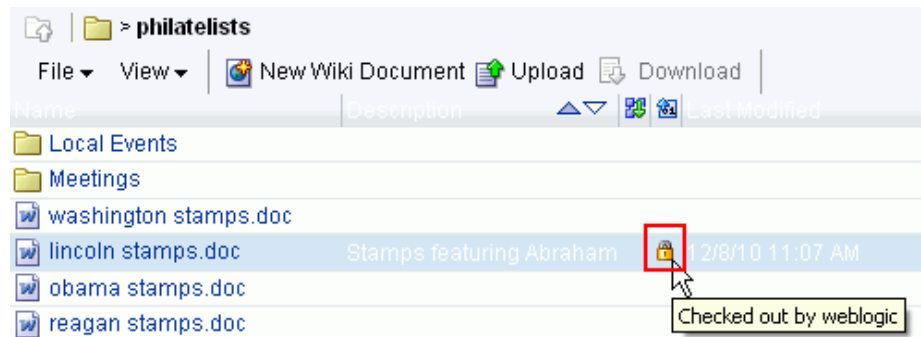 > philatelists
File View New Wiki Document Upload Download
Name Description Last Modified
Local Events
Meetings
washington stamps.doc
lincoln stamps.doc Stamps featuring Abraham 12/8/10 11:07 AM
obama stamps.doc
Checked out by weblogic
reagan stamps.doc